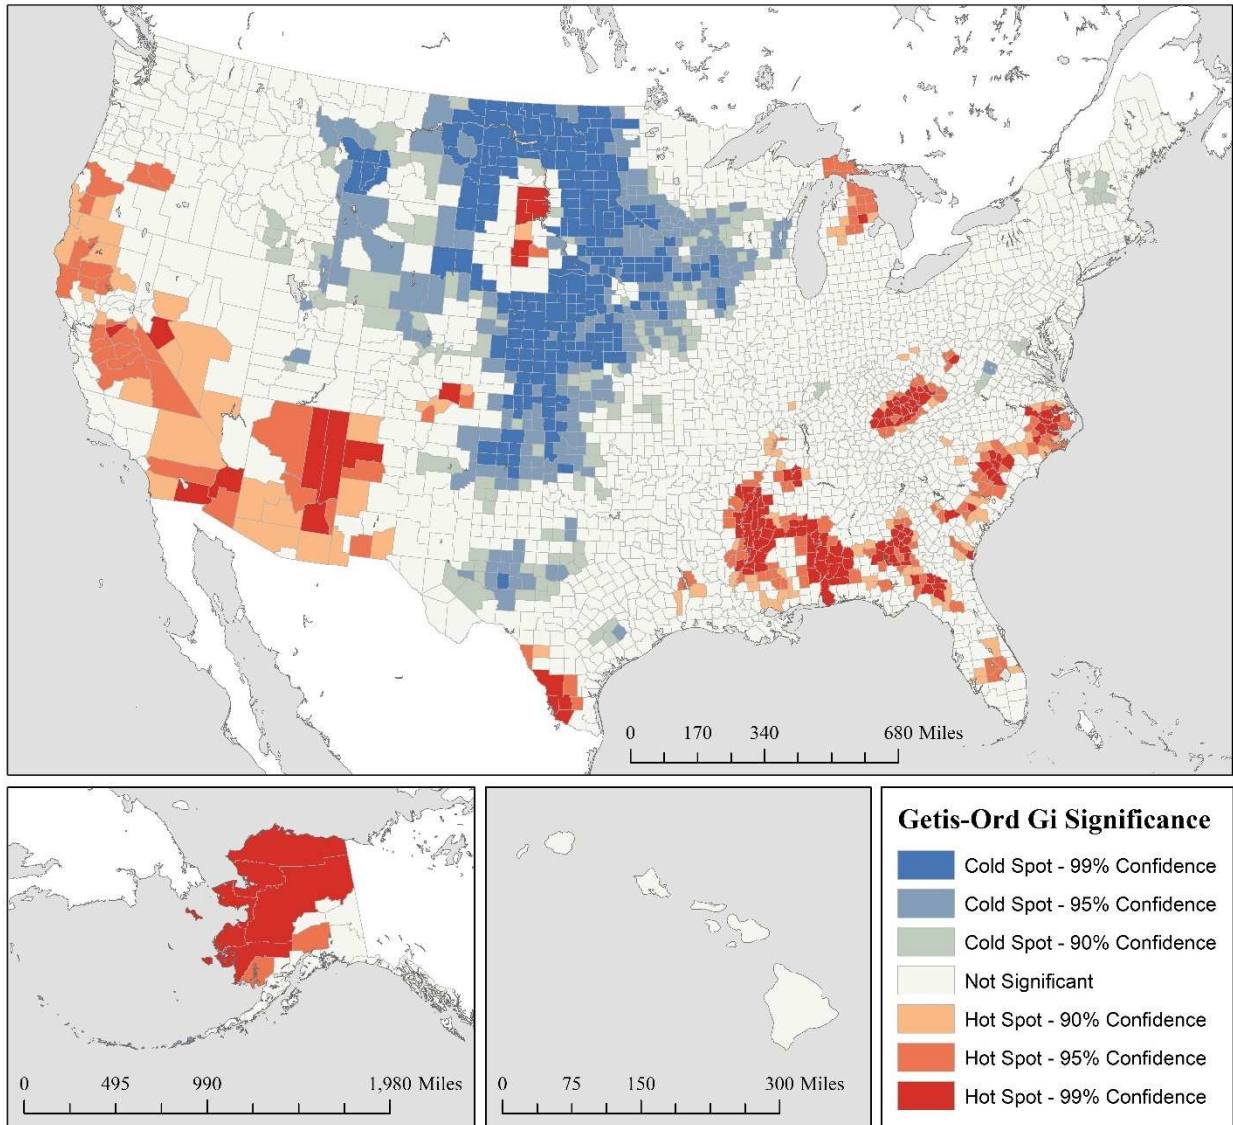 0 170 340 680 Miles
0 495 990 1,980 Miles
0 75 150 300 Miles
Getis-Ord Gi Significance
Cold Spot - 99% Confidence
Cold Spot - 95% Confidence
Cold Spot - 90% Confidence
Not Significant
Hot Spot - 90% Confidence
Hot Spot - 95% Confidence
Hot Spot - 99% Confidence